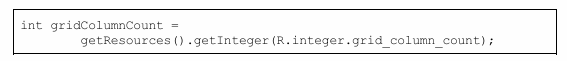 int gridColumnCount =
getResources().getInteger(R.integer.grid_column_count);